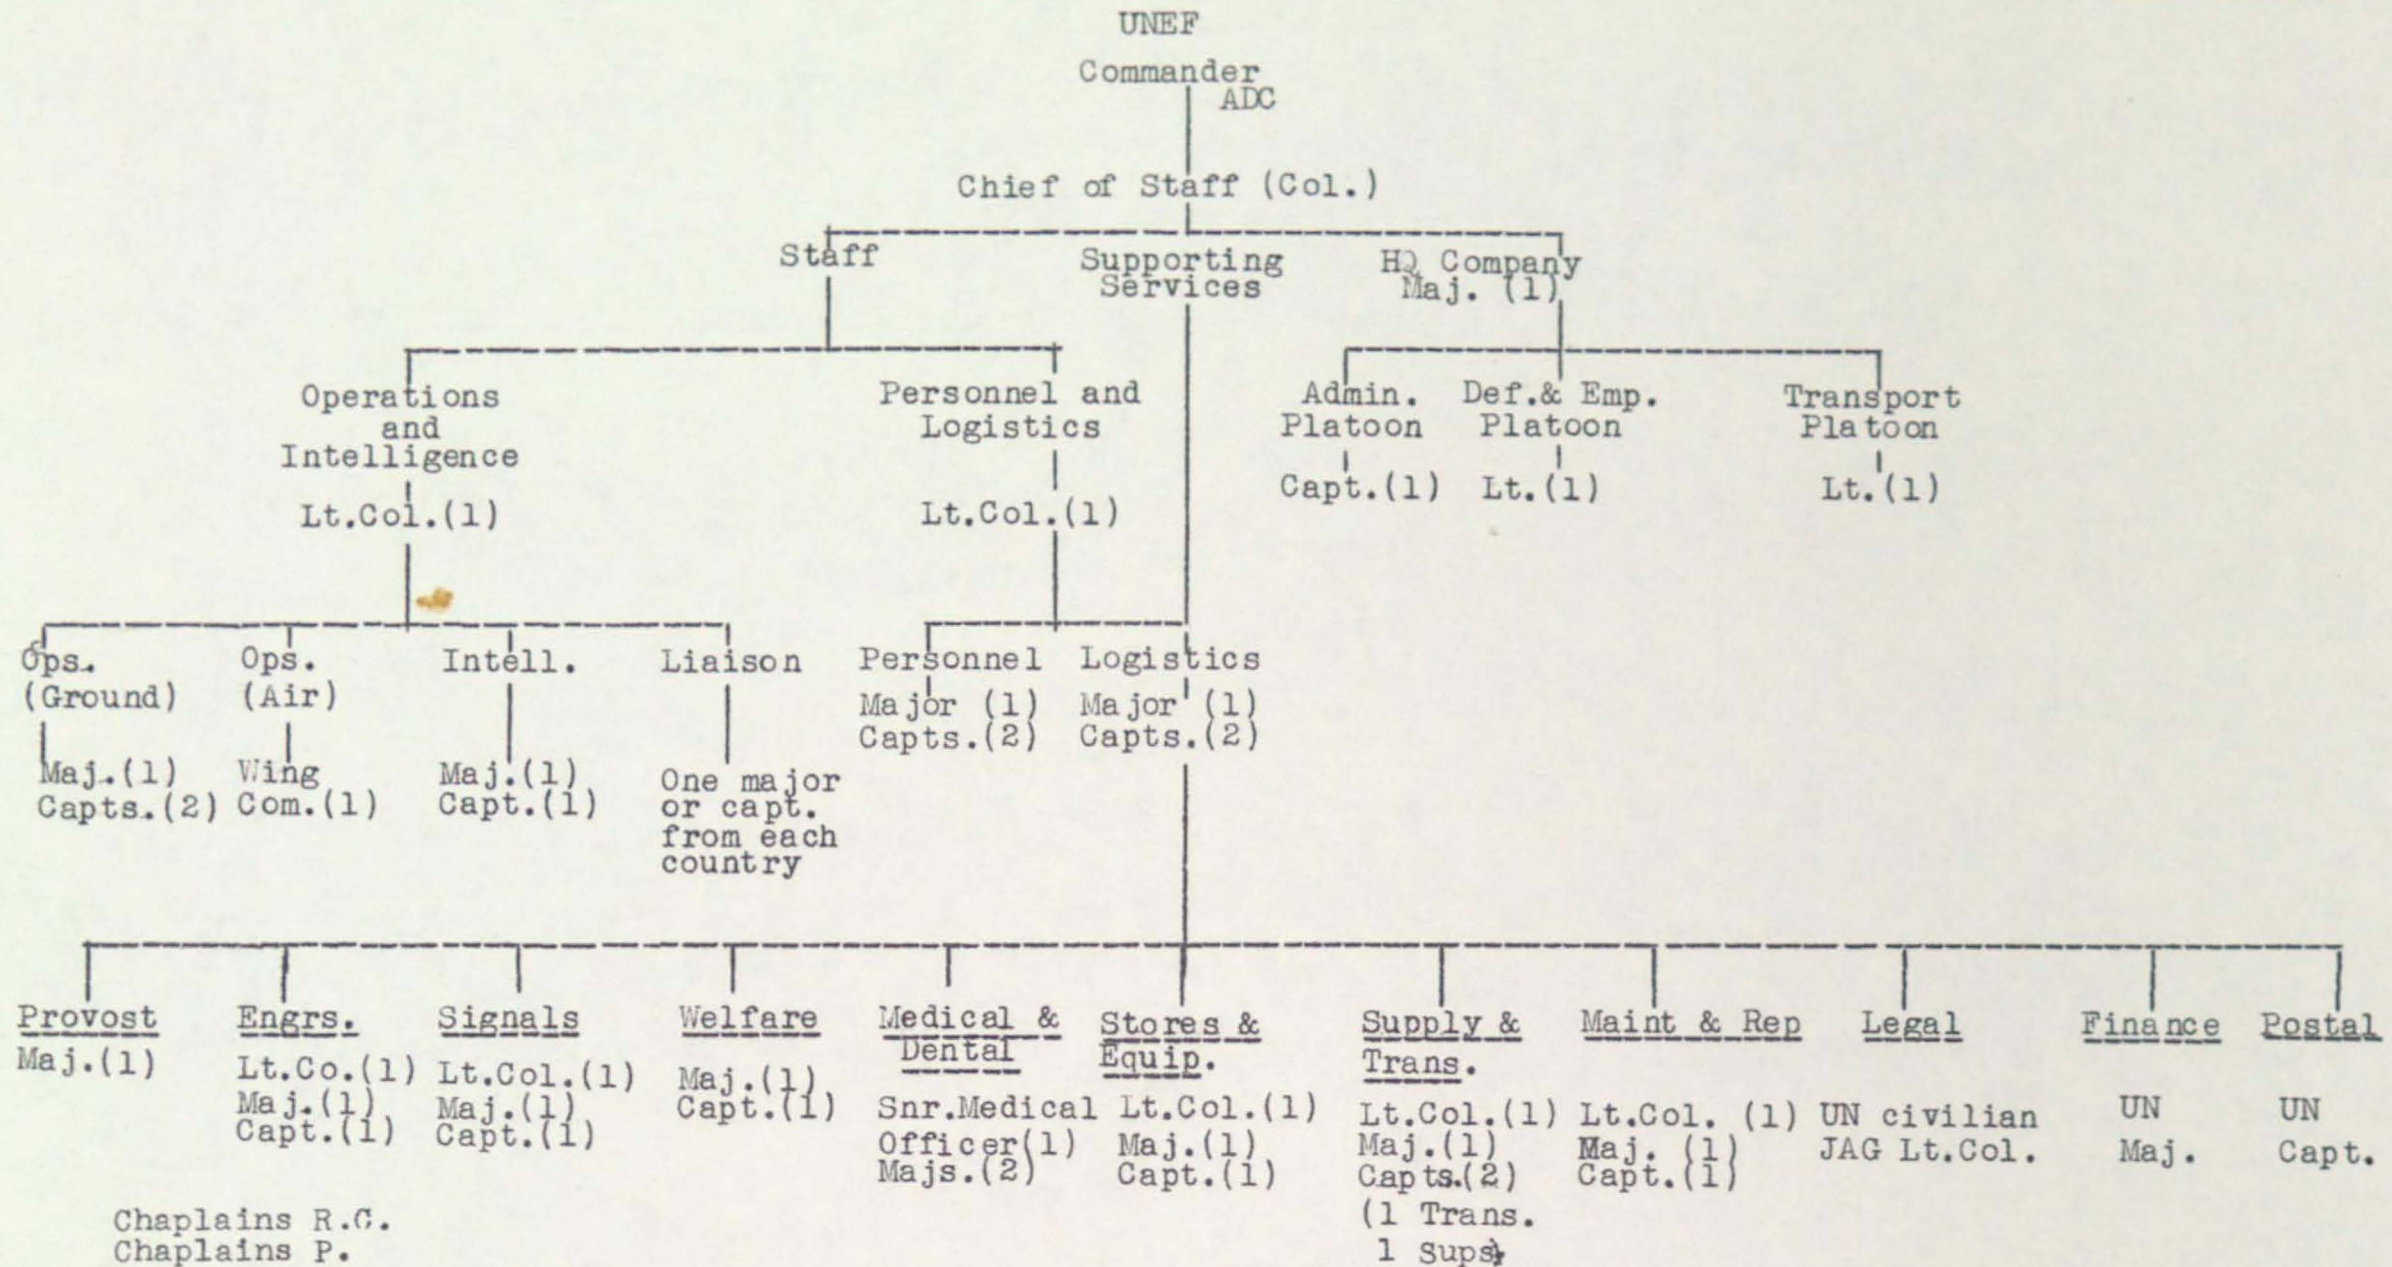 UNEF
Commander
ADC
Chief of Staff (Col.)
Staff
Supporting
Services
HQ Company
Maj. (1)
Operations
and
Intelligence
Lt.Col.(1)
Personnel and
Logistics
Lt.Col.(1)
Admin.
Platoon
Capt.(1)
Def.& Emp.
Platoon
Lt.(1)
Transport
Platoon
Lt.(1)
Ops.
(Ground)
Maj.(1)
Capts.(2)
Ops.
(Air)
Wing
Com.(1)
Intell.
Maj.(1)
Capt.(1)
Liaison
One major
or capt.
from each
country
Personnel
Major (1)
Capts.(2)
Logistics
Major (1)
Capts.(2)
Provost
Maj.(1)
Engrs.
Lt.Co.(1)
Maj.(1)
Capt.(1)
Signals
Lt.Col.(1)
Maj.(1)
Capt.(1)
Welfare
Maj.(1)
Capt.(1)
Medical &
Dental
Snr.Medical
Officer(1)
Majs.(2)
Stores &
Equip.
Lt.Col.(1)
Maj.(1)
Capt.(1)
Supply &
Trans.
Lt.Col.(1)
Maj.(1)
Capts.(2)
(1 Trans.
1 Sups)
Maint & Rep
Lt.Col. (1)
Maj. (1)
Capt.(1)
Legal
UN civilian
JAG Lt.Col.
Finance
UN
Maj.
Postal
UN
Capt.
Chaplains R.C.
Chaplains P.